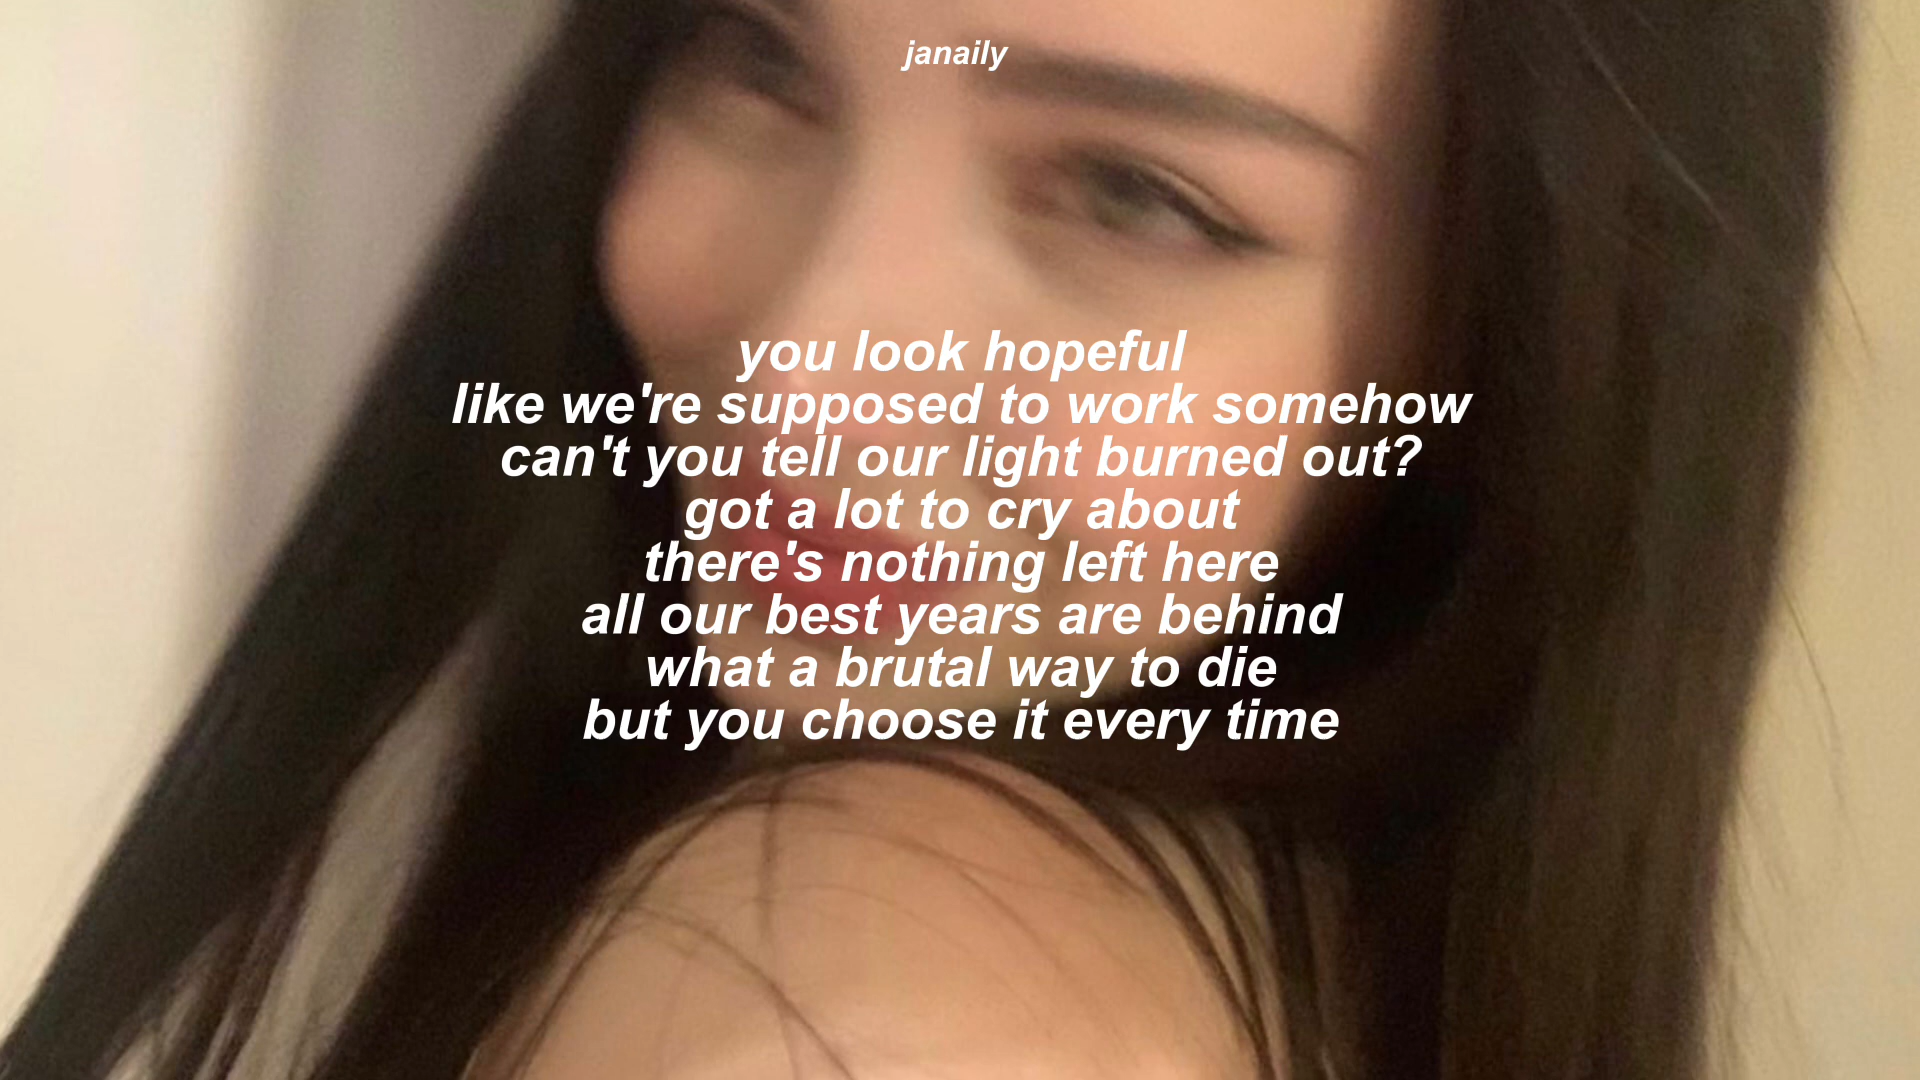 janaily
you look hopeful
like we're supposed to work somehow
can't you tell our light burned out?
got a lot to cry about
there's nothing left here
all our best years are behind
what a brutal way to die
but you choose it every time